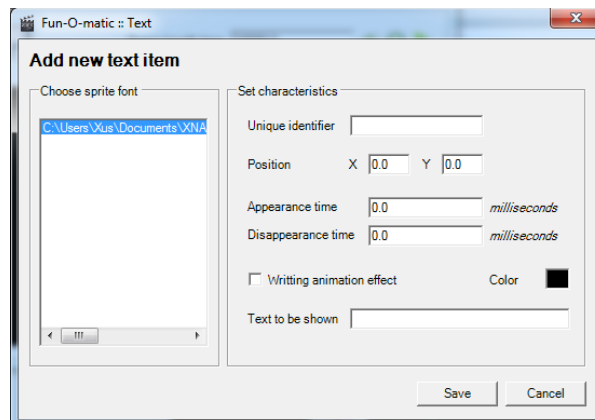 Fun-O-matic :: Text
Add new text item
Choose sprite font
C:\Users\Xus\Documents\XNA
Set characteristics
Unique identifier
Position X 0.0 Y 0.0
Appearance time 0.0 milliseconds
Disappearance time 0.0 milliseconds
Writting animation effect Color
Text to be shown
Save Cancel